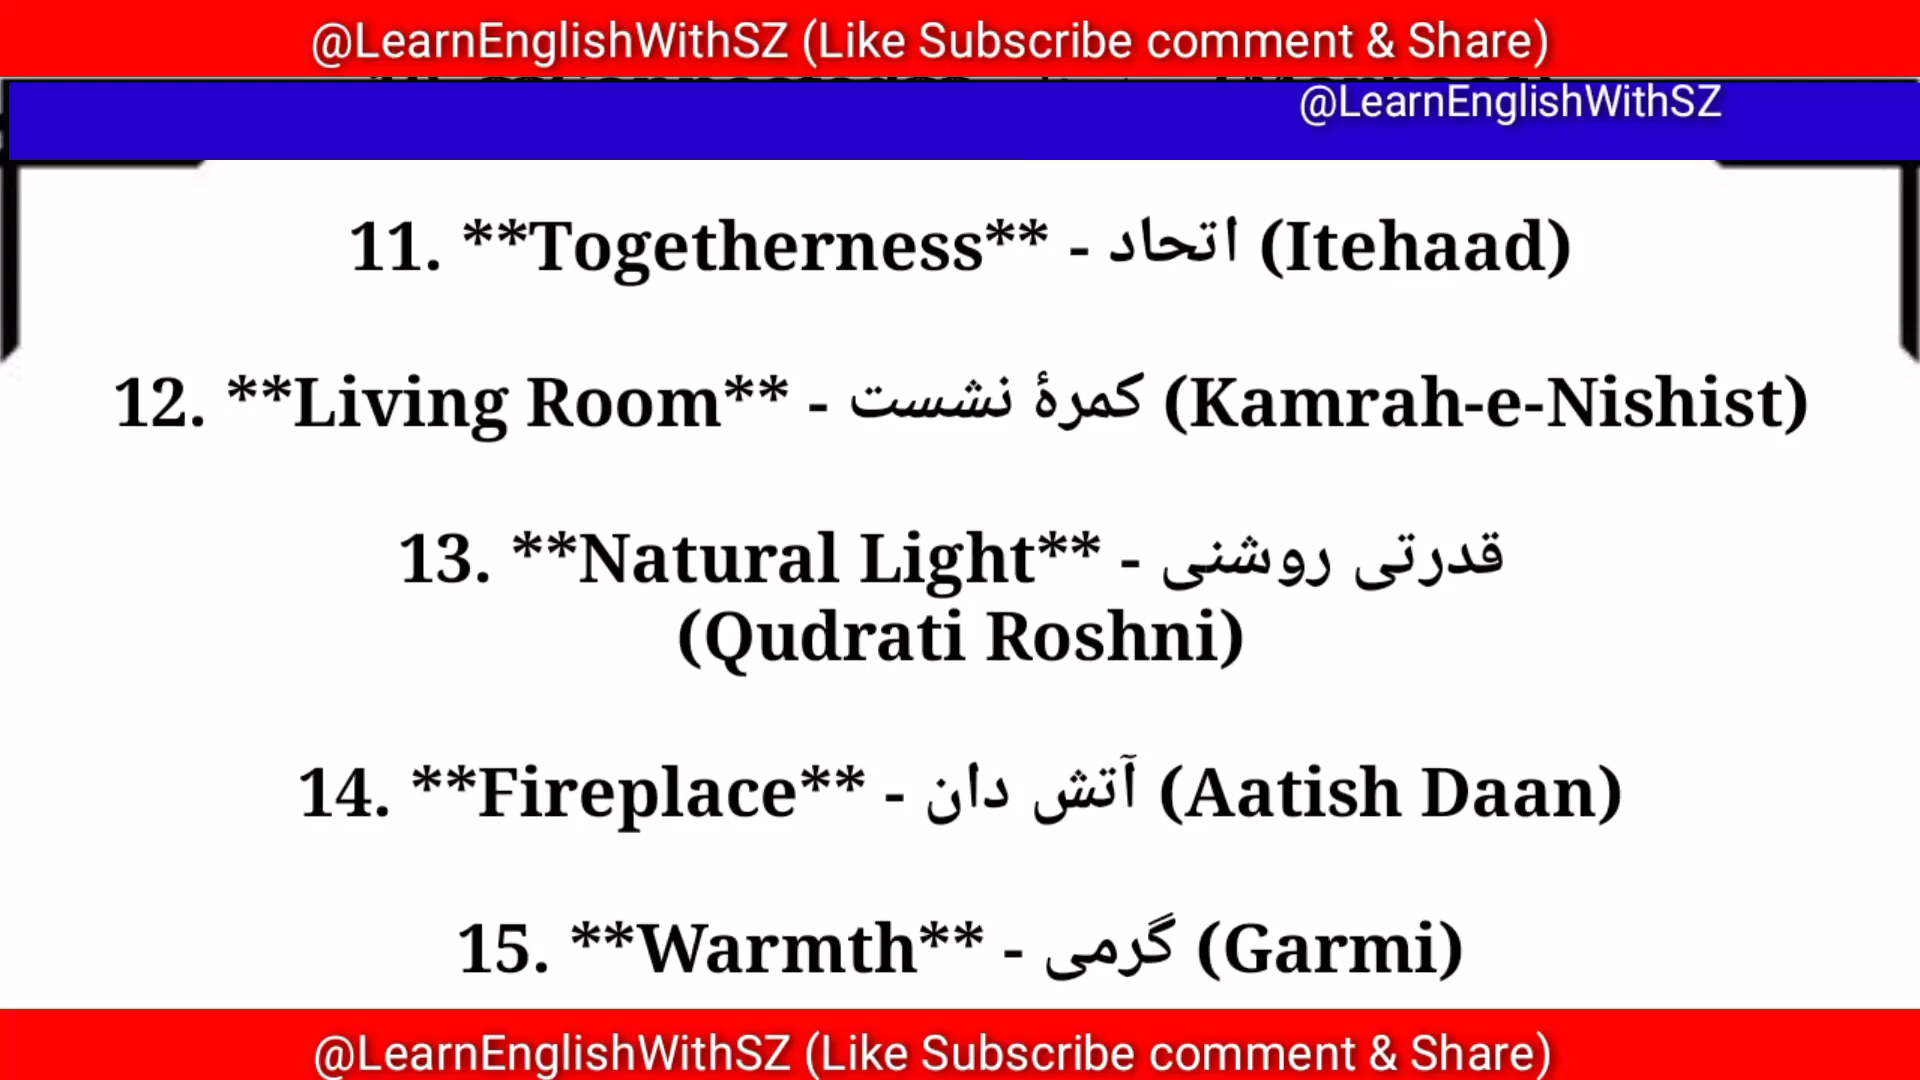 @LearnEnglishWithSZ (Like Subscribe comment & Share)
@LearnEnglishWithSZ
11. **Togetherness** - اتحاد (Itehaad)
12. **Living Room** - کمرۂ نشست (Kamrah-e-Nishist)
13. **Natural Light** - قدرتی روشنی
(Qudrati Roshni)
14. **Fireplace** - آتش دان (Aatish Daan)
15. **Warmth** - گرمی (Garmi)
@LearnEnglishWithSZ (Like Subscribe comment & Share)